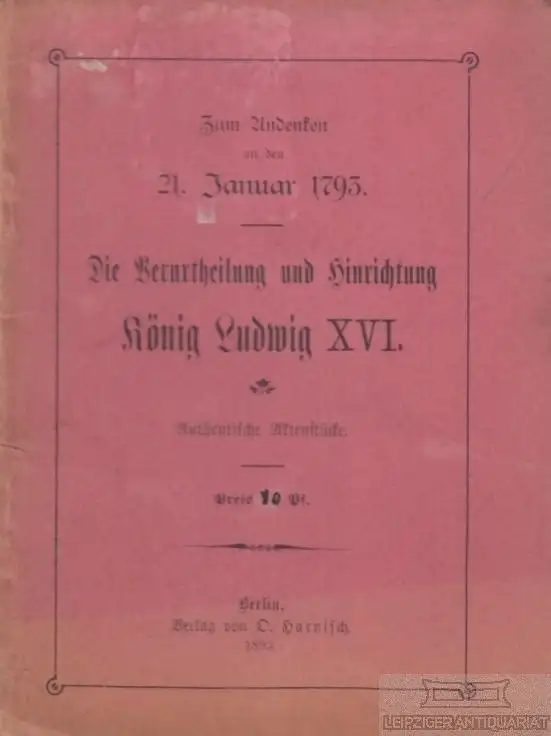 Zum Andenken
an den
21. Januar 1793.
Die Verurtheilung und Hinrichtung
König Ludwig XVI.
Authentische Aktenstücke.
Preis 10 Pf.
Berlin.
Verlag von O. Harnisch.
LEIPZIGER ANTIQUARIAT